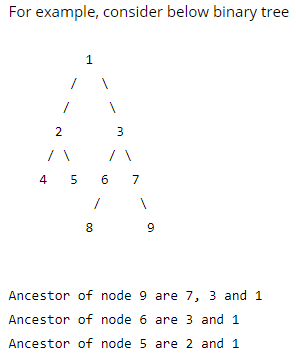 For example, consider below binary tree
1
/ \
/ \
2 3
/ \ / \
4 5 6 7
/ \
8 9
Ancestor of node 9 are 7, 3 and 1
Ancestor of node 6 are 3 and 1
Ancestor of node 5 are 2 and 1